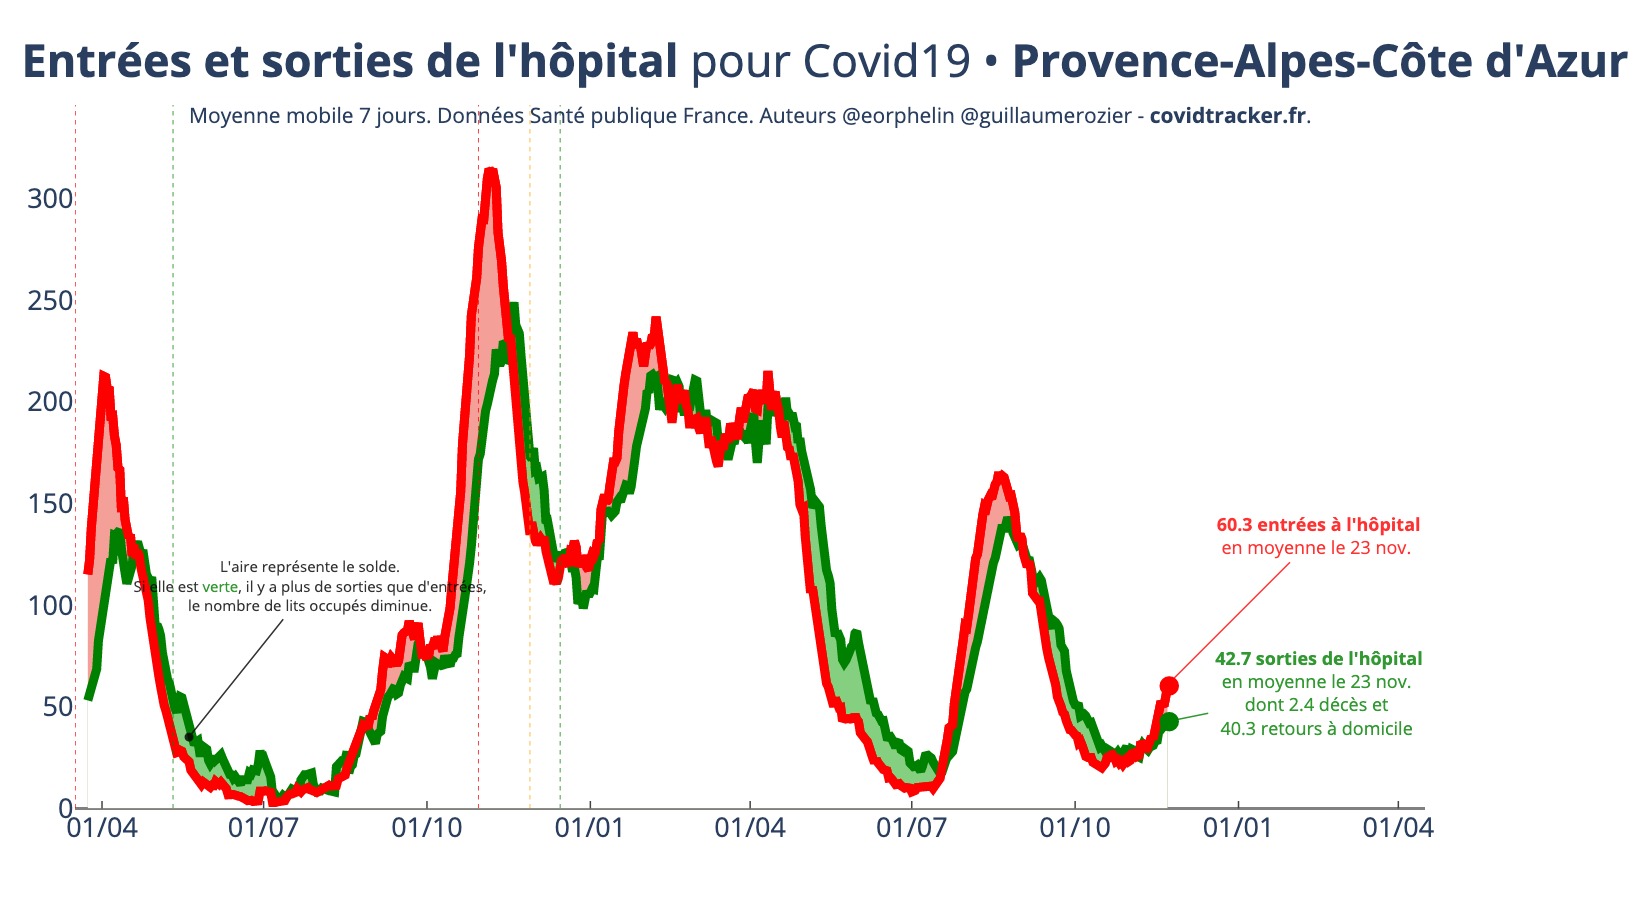 Entrées et sorties de l'hôpital pour Covid19 • Provence-Alpes-Côte d'Azur
Moyenne mobile 7 jours. Données Santé publique France. Auteurs @eorphelin @guillaumerozier - covidtracker.fr.
300
250
200
150
100
50
0
L'aire représente le solde.
Si elle est verte, il y a plus de sorties que d'entrées,
le nombre de lits occupés diminue.
60.3 entrées à l'hôpital
en moyenne le 23 nov.
42.7 sorties de l'hôpital
en moyenne le 23 nov.
dont 2.4 décès et
40.3 retours à domicile
01/04 01/07 01/10 01/01 01/04 01/07 01/10 01/01 01/04